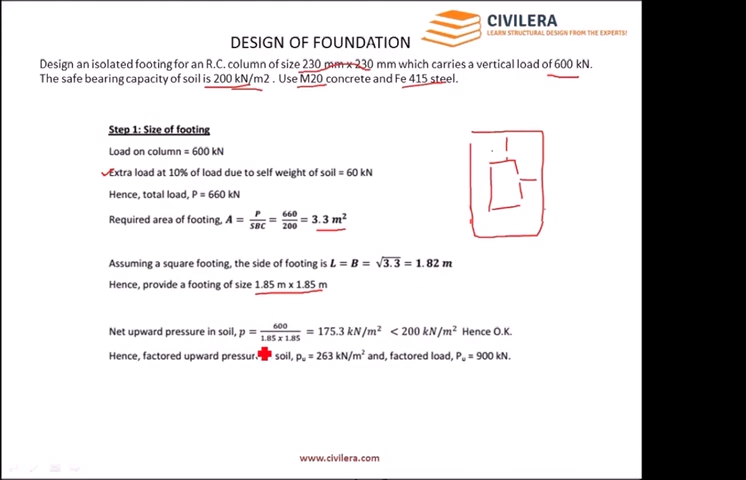 CIVILERA
LEARN STRUCTURAL DESIGN FROM THE EXPERTS!
DESIGN OF FOUNDATION
Design an isolated footing for an R.C. column of size 230 mm x 230 mm which carries a vertical load of 600 kN.
The safe bearing capacity of soil is 200 kN/m2 . Use M20 concrete and Fe 415 steel.
Step 1: Size of footing
Load on column = 600 kN
Extra load at 10% of load due to self weight of soil = 60 kN
Hence, total load, P = 660 kN
Required area of footing, A = P/SBC = 660/200 = 3.3 m²
Assuming a square footing, the side of footing is L = B = √3.3 = 1.82 m
Hence, provide a footing of size 1.85 m x 1.85 m
Net upward pressure in soil, p = 600/1.85 x 1.85 = 175.3 kN/m² < 200 kN/m² Hence O.K.
Hence, factored upward soil, pᵤ = 263 kN/m² and, factored load, Pᵤ = 900 kN.
www.civilera.com